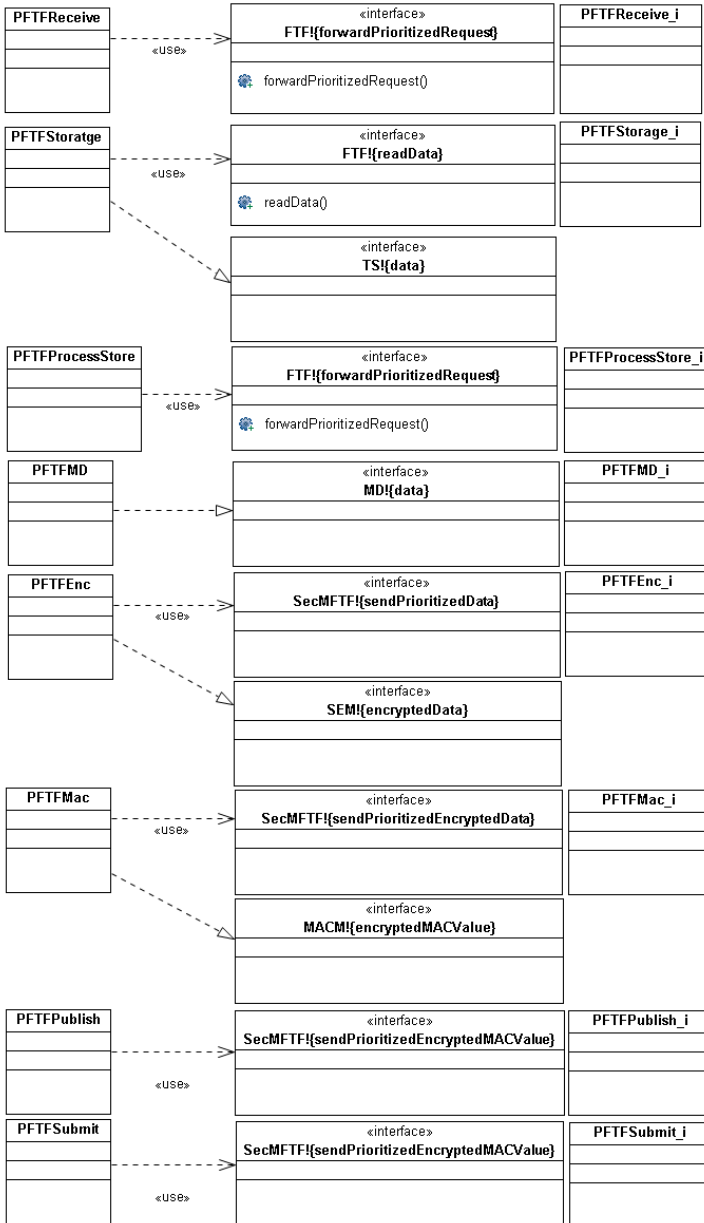 PFTFReceive
«use»
«interface»
FTF!{forwardPrioritizedRequest}
forwardPrioritizedRequest()
PFTFReceive_i
PFTFStoratge
«use»
«interface»
FTF!{readData}
readData()
PFTFStorage_i
«interface»
TS!{data}
PFTFProcessStore
«use»
«interface»
FTF!{forwardPrioritizedRequest}
forwardPrioritizedRequest()
PFTFProcessStore_i
PFTFMD
«interface»
MD!{data}
PFTFMD_i
PFTFEnc
«use»
«interface»
SecMFTF!{sendPrioritizedData}
PFTFEnc_i
«interface»
SEM!{encryptedData}
PFTFMac
«use»
«interface»
SecMFTF!{sendPrioritizedEncryptedData}
PFTFMac_i
«interface»
MACM!{encryptedMACValue}
PFTFPublish
«use»
«interface»
SecMFTF!{sendPrioritizedEncryptedMACValue}
PFTFPublish_i
PFTFSubmit
«use»
«interface»
SecMFTF!{sendPrioritizedEncryptedMACValue}
PFTFSubmit_i